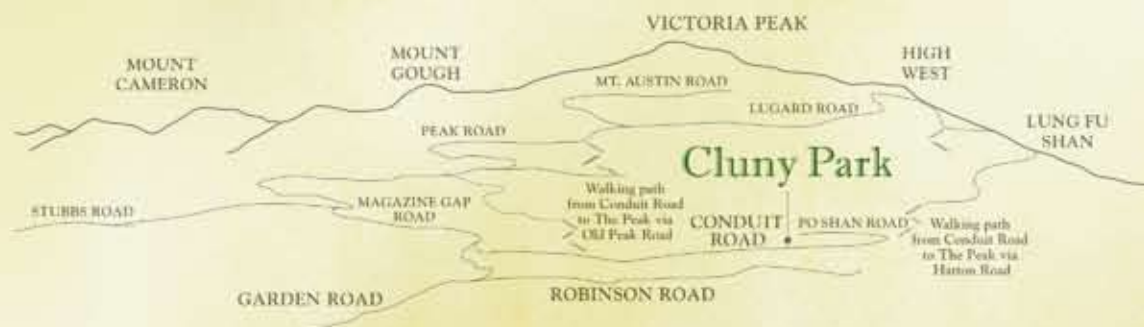 VICTORIA PEAK
MOUNT
CAMERON
MOUNT
GOUGH
HIGH
WEST
MT. AUSTIN ROAD
LUGARD ROAD
PEAK ROAD
LUNG FU
SHAN
Cluny Park
STUBBS ROAD
MAGAZINE GAP
ROAD
Walking path
from Conduit Road
to The Peak via
Old Peak Road
CONDUIT
ROAD
PO SHAN ROAD
Walking path
from Conduit Road
to The Peak via
Hatton Road
GARDEN ROAD
ROBINSON ROAD